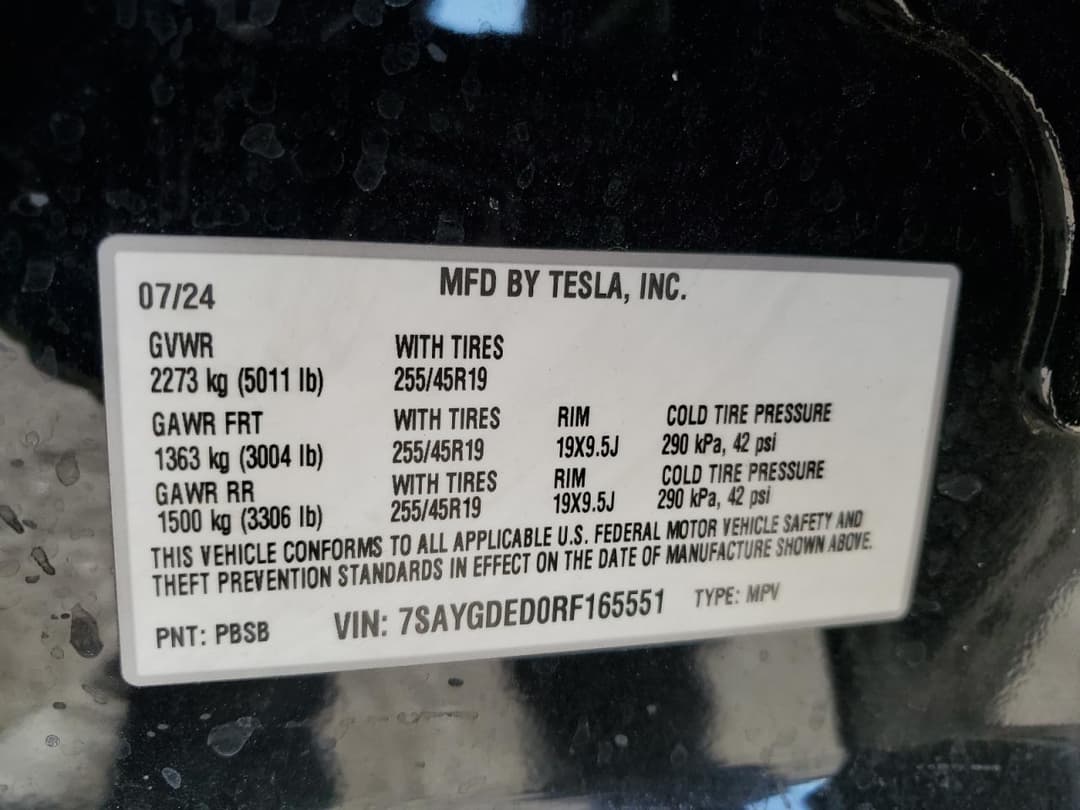 07/24 MFD BY TESLA, INC.
GVWR WITH TIRES
2273 kg (5011 lb) 255/45R19
GAWR FRT WITH TIRES RIM COLD TIRE PRESSURE
1363 kg (3004 lb) 255/45R19 19X9.5J 290 kPa, 42 psi
GAWR RR WITH TIRES RIM COLD TIRE PRESSURE
1500 kg (3306 lb) 255/45R19 19X9.5J 290 kPa, 42 psi
THIS VEHICLE CONFORMS TO ALL APPLICABLE U.S. FEDERAL MOTOR VEHICLE SAFETY AND
THEFT PREVENTION STANDARDS IN EFFECT ON THE DATE OF MANUFACTURE SHOWN ABOVE.
PNT: PBSB VIN: 7SAYGDED0RF165551 TYPE: MPV